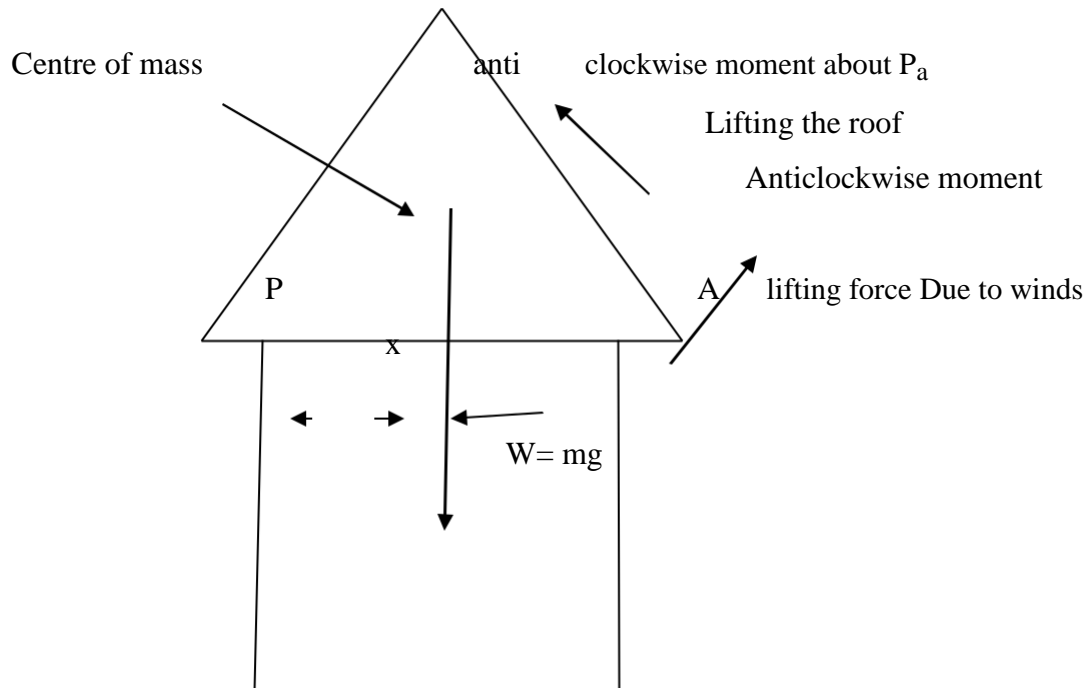 Centre of mass anti clockwise moment about Pa
Lifting the roof
Anticlockwise moment
P A lifting force Due to winds
x
W= mg